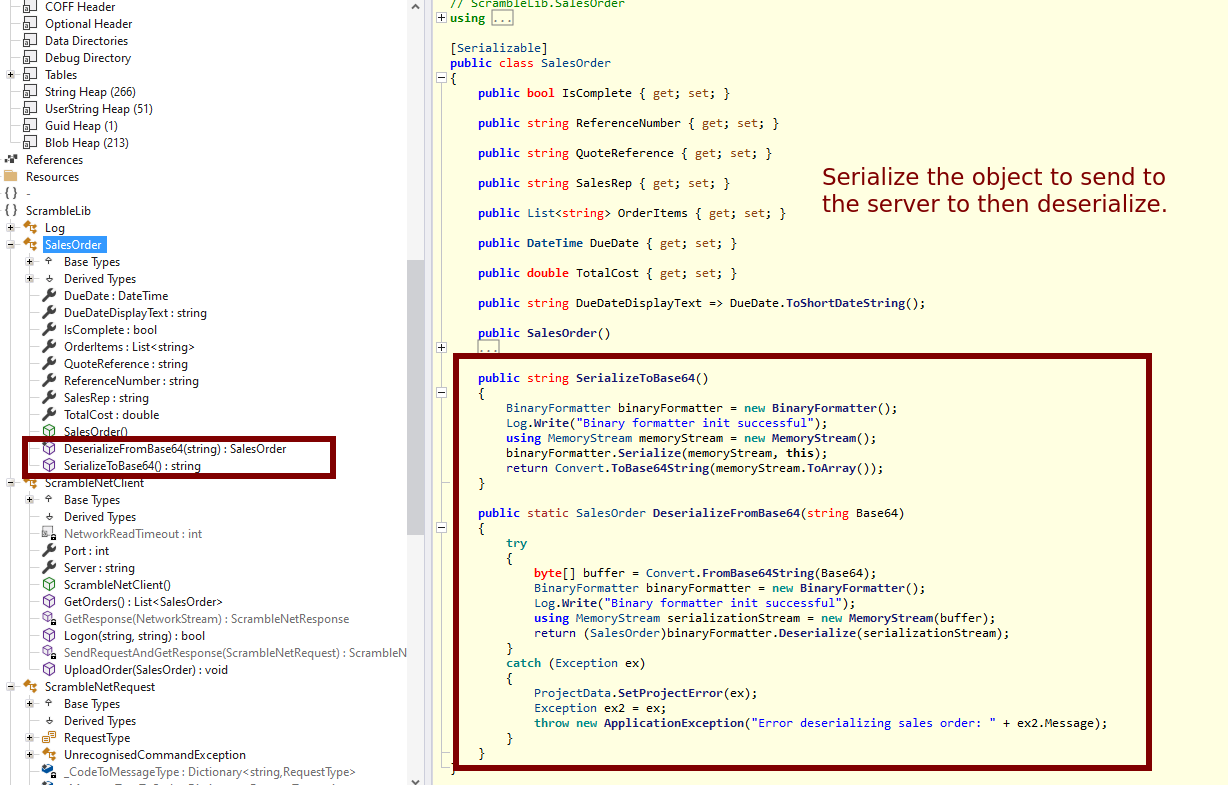 COFF Header
Optional Header
Data Directories
Debug Directory
Tables
String Heap (266)
UserString Heap (51)
Guid Heap (1)
Blob Heap (213)
References
Resources
{} -
{} ScrambleLib
Log
SalesOrder
Base Types
Derived Types
DueDate : DateTime
DueDateDisplayText : string
IsComplete : bool
OrderItems : List<string>
QuoteReference : string
ReferenceNumber : string
SalesRep : string
TotalCost : double
SalesOrder()
DeserializeFromBase64(string) : SalesOrder
SerializeToBase64() : string
ScrambleNetClient
Base Types
Derived Types
NetworkReadTimeout : int
Port : int
Server : string
ScrambleNetClient()
GetOrders() : List<SalesOrder>
GetResponse(NetworkStream) : ScrambleNetResponse
Logon(string, string) : bool
SendRequestAndGetResponse(ScrambleNetRequest) : ScrambleN
UploadOrder(SalesOrder) : void
ScrambleNetRequest
Base Types
Derived Types
RequestType
UnrecognisedCommandException
_CodeToMessageType : Dictionary<string,RequestType>
// ScrambleLib.SalesOrder
using ...
[Serializable]
public class SalesOrder
{
public bool IsComplete { get; set; }
public string ReferenceNumber { get; set; }
public string QuoteReference { get; set; }
public string SalesRep { get; set; }
public List<string> OrderItems { get; set; }
public DateTime DueDate { get; set; }
public double TotalCost { get; set; }
public string DueDateDisplayText => DueDate.ToShortDateString();
public SalesOrder()
...
public string SerializeToBase64()
{
BinaryFormatter binaryFormatter = new BinaryFormatter();
Log.Write("Binary formatter init successful");
using MemoryStream memoryStream = new MemoryStream();
binaryFormatter.Serialize(memoryStream, this);
return Convert.ToBase64String(memoryStream.ToArray());
}
public static SalesOrder DeserializeFromBase64(string Base64)
{
try
{
byte[] buffer = Convert.FromBase64String(Base64);
BinaryFormatter binaryFormatter = new BinaryFormatter();
Log.Write("Binary formatter init successful");
using MemoryStream serializationStream = new MemoryStream(buffer);
return (SalesOrder)binaryFormatter.Deserialize(serializationStream);
}
catch (Exception ex)
{
ProjectData.SetProjectError(ex);
Exception ex2 = ex;
throw new ApplicationException("Error deserializing sales order: " + ex2.Message);
}
}
}
Serialize the object to send to
the server to then deserialize.